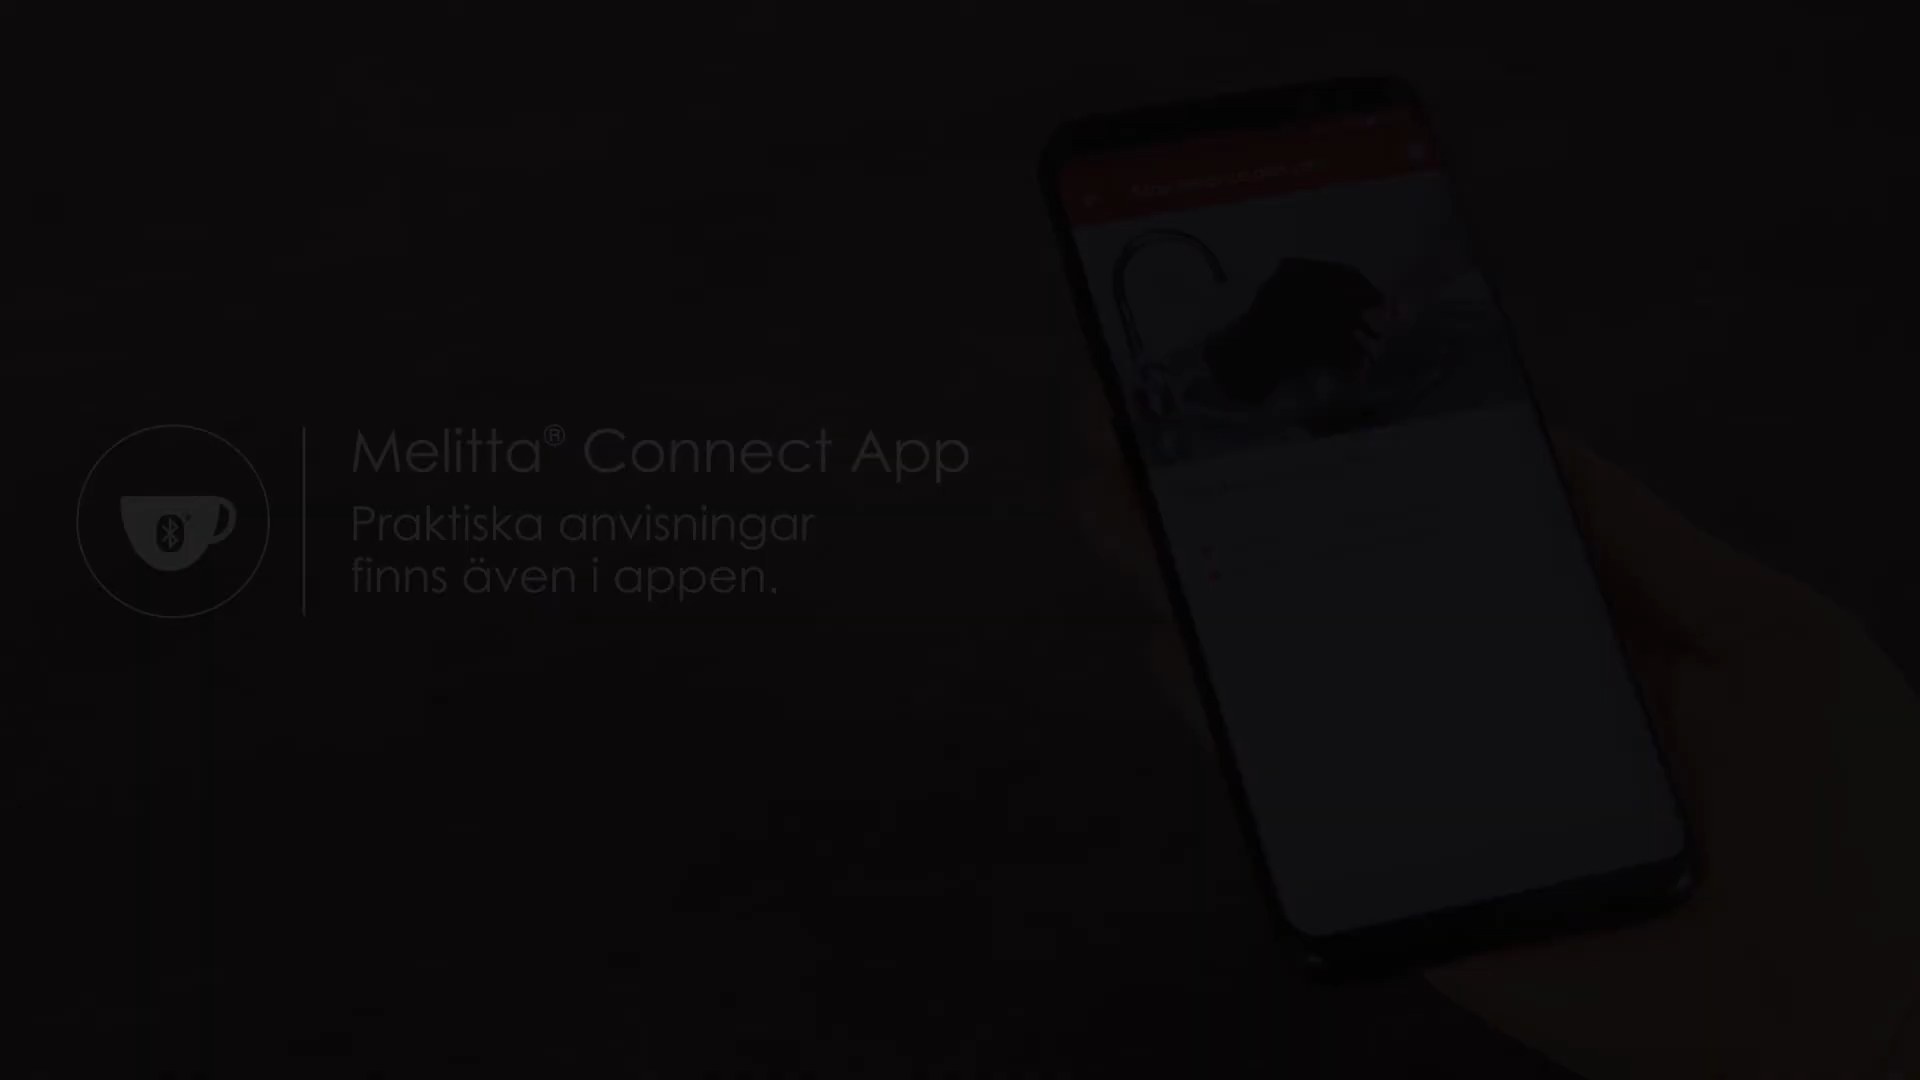 Melitta® Connect App
Praktiska anvisningar
finns även i appen.